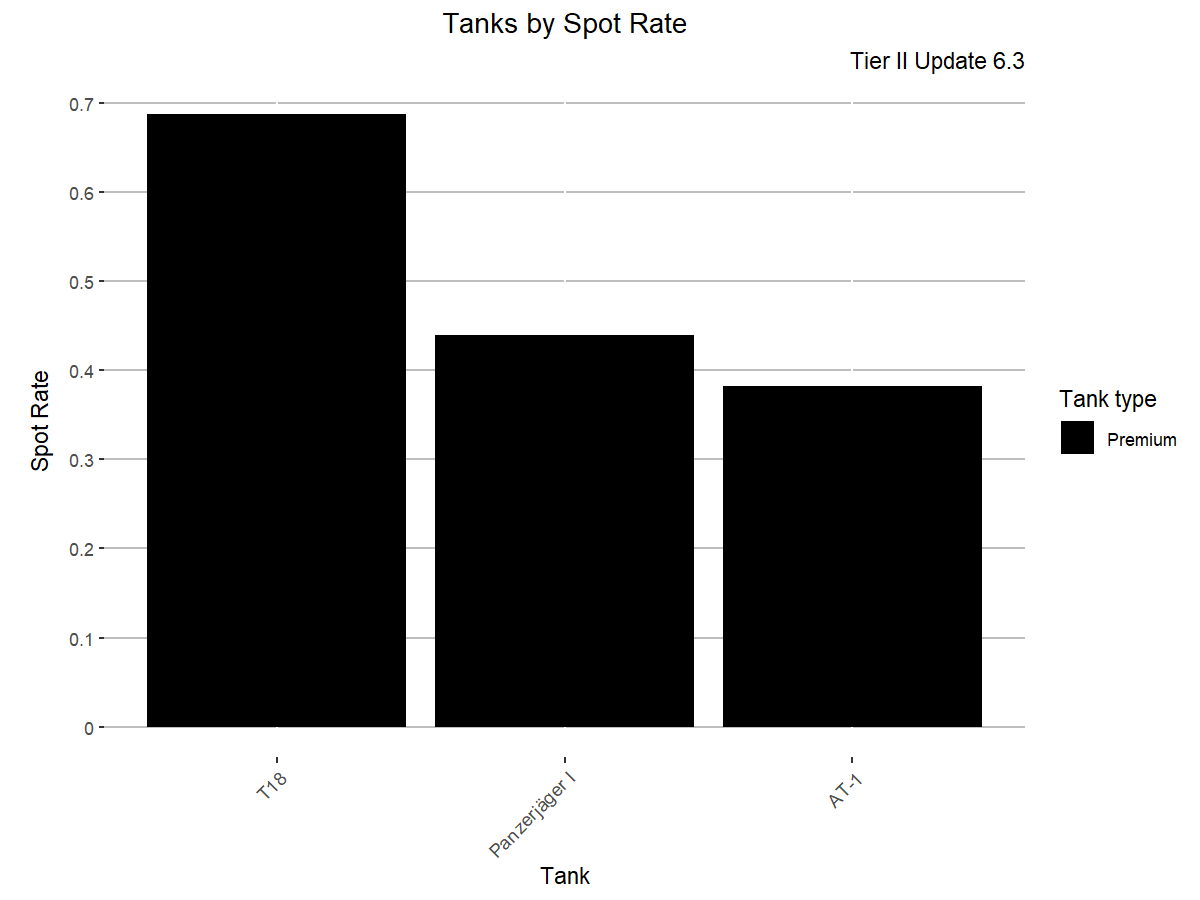 Tanks by Spot Rate
Tier II Update 6.3
0.7
0.6
0.5
0.4
0.3
0.2
0.1
0
Spot Rate
T18
Panzerjäger I
AT-1
Tank
Tank type
Premium